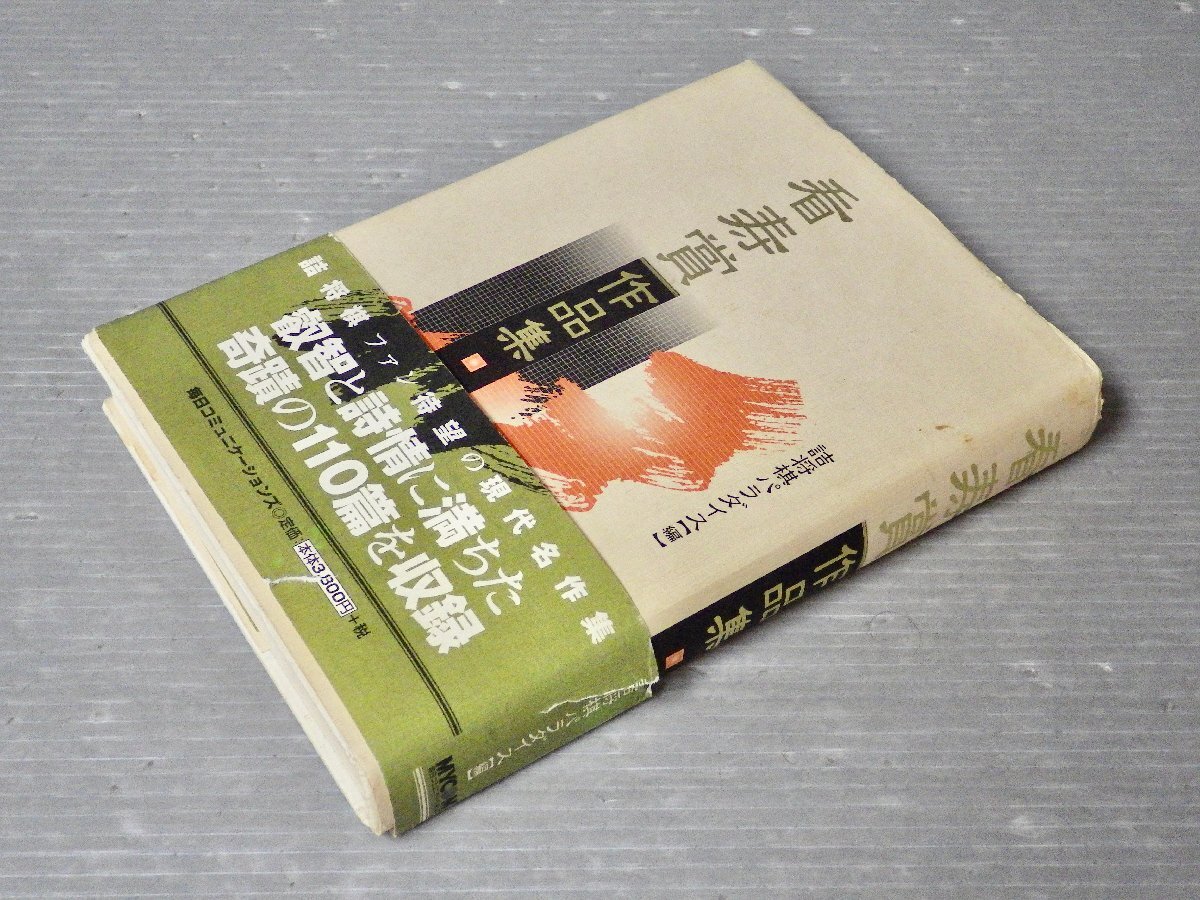 看寿賞
作品集
詰将棋パラダイス【編】
詰将棋ファン待望の現代名作集
叡智と詩情に満ちた
奇蹟の110篇を収録
毎日コミュニケーションズ◎定価
本体3,800円
+税
看寿賞
作品集
詰将棋パラダイス【編】
MYCOM